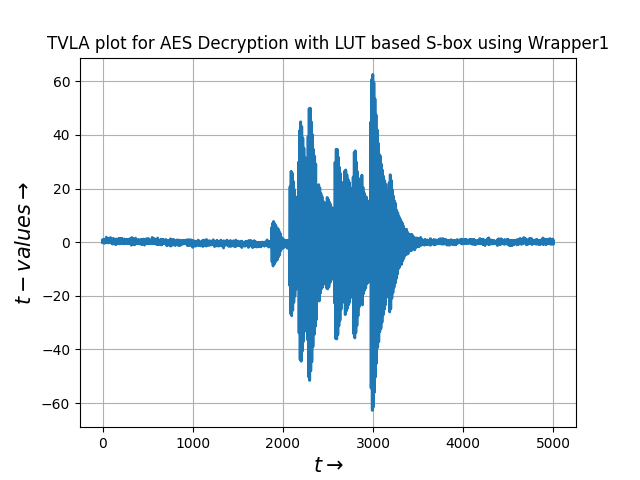 TVLA plot for AES Decryption with LUT based S-box using Wrapper1
60
40
20
0
−20
−40
−60
t − values →
0 1000 2000 3000 4000 5000
t →